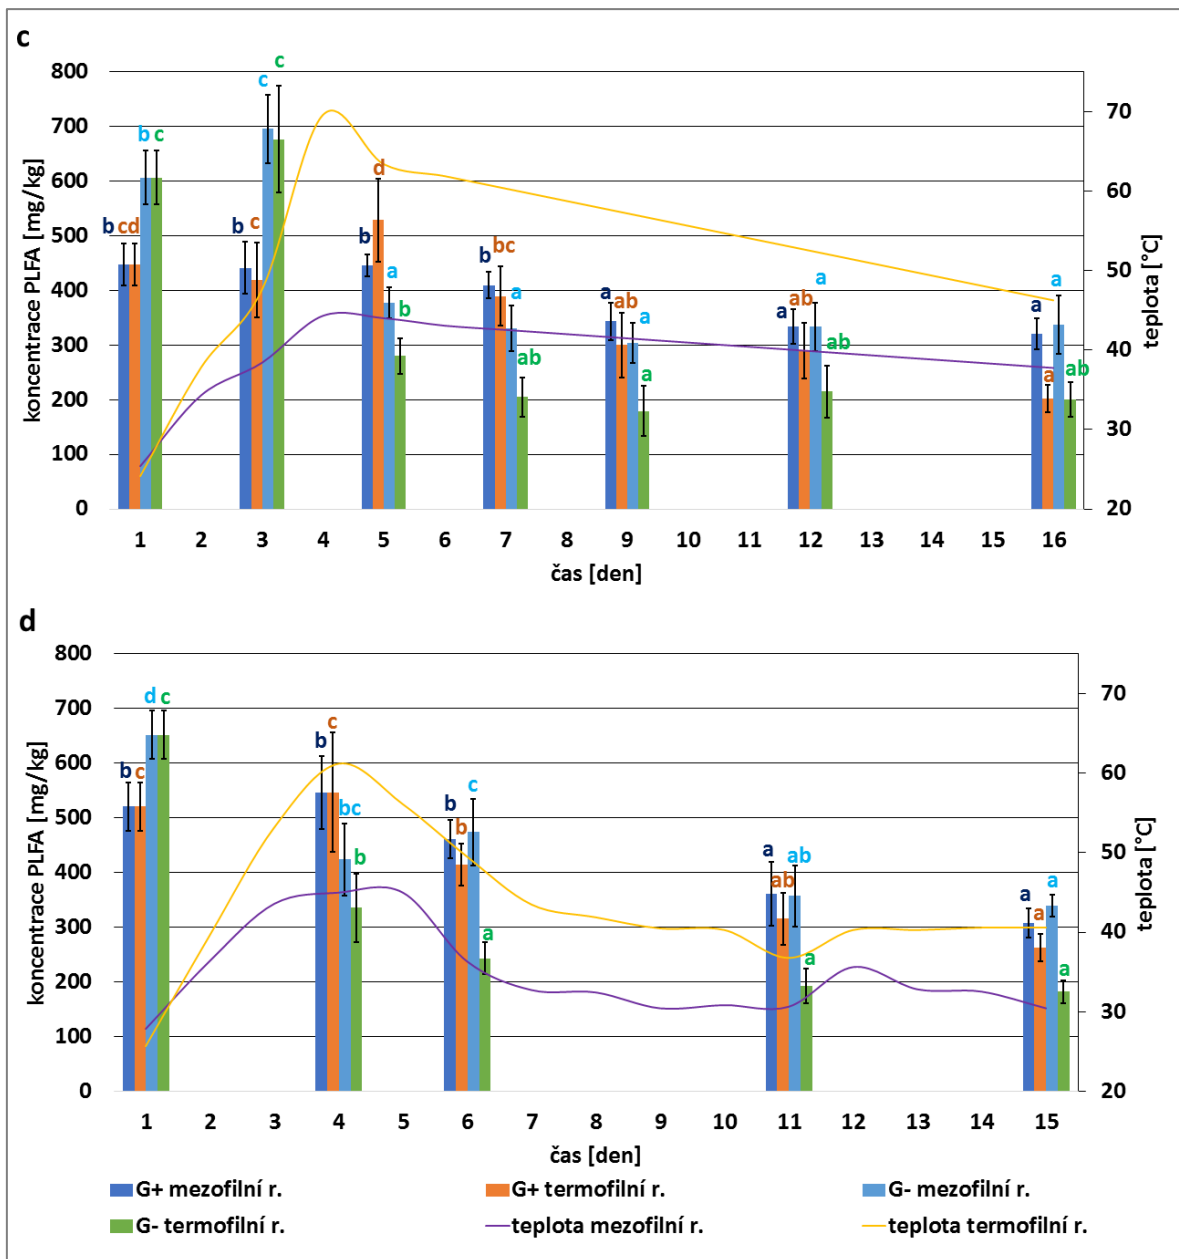 c
c
c
800
b c
700
70
koncentrace PLFA [mg/kg]
teplota [°C]
600
d
60
b cd
b c
b
b bc
500
50
a
a
a
a
400
b
a
a ab
a
a ab
a
300
40
ab
a
ab
a
ab
200
30
100
0
20
1 2 3 4 5 6 7 8 9 10 11 12 13 14 15 16
čas [den]
d
800
d c
700
70
koncentrace PLFA [mg/kg]
teplota [°C]
b c
b c
600
60
bc
b
b
c
500
50
b
a ab
ab
400
a
a a
300
40
a
a
a
200
30
100
0
20
1 2 3 4 5 6 7 8 9 10 11 12 13 14 15
čas [den]
G+ mezofilní r. G+ termofilní r. G- mezofilní r.
G- termofilní r. teplota mezofilní r. teplota termofilní r.